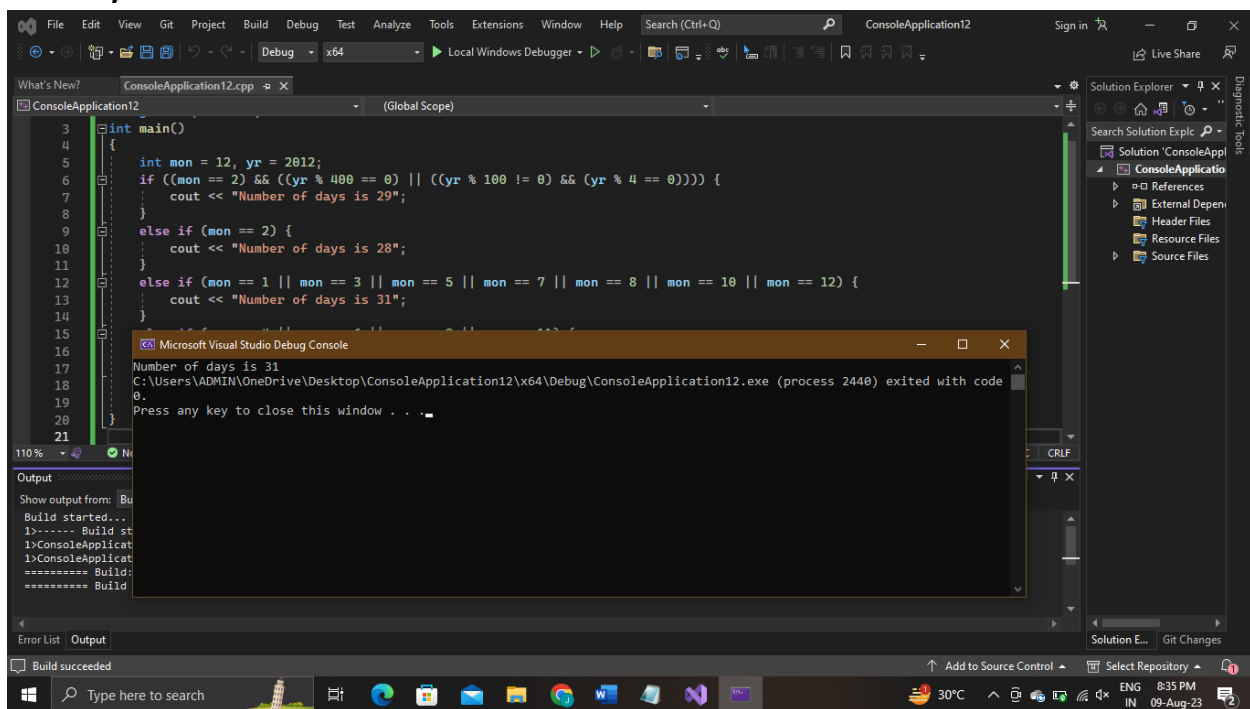 File Edit View Git Project Build Debug Test Analyze Tools Extensions Window Help Search (Ctrl+Q) ConsoleApplication12 Sign in
Debug x64 Local Windows Debugger Live Share
What's New? ConsoleApplication12.cpp
ConsoleApplication12 (Global Scope)
3 int main()
4 {
5 int mon = 12, yr = 2012;
6 if ((mon == 2) && ((yr % 400 == 0) || ((yr % 100 != 0) && (yr % 4 == 0)))) {
7 cout << "Number of days is 29";
8 }
9 else if (mon == 2) {
10 cout << "Number of days is 28";
11 }
12 else if (mon == 1 || mon == 3 || mon == 5 || mon == 7 || mon == 8 || mon == 10 || mon == 12) {
13 cout << "Number of days is 31";
14 }
15
16
17
18
19
20 }
21
110 % No CRLF
Microsoft Visual Studio Debug Console
Number of days is 31
C:\Users\ADMIN\OneDrive\Desktop\ConsoleApplication12\x64\Debug\ConsoleApplication12.exe (process 2440) exited with code
0.
Press any key to close this window . . .
Output
Show output from: Bu
Build started...
1>------ Build st
1>ConsoleApplicat
1>ConsoleApplicat
========== Build:
========== Build
Error List Output
Solution Explorer
Search Solution Explc
Solution 'ConsoleAppl
ConsoleApplicatio
References
External Depen
Header Files
Resource Files
Source Files
Solution E... Git Changes
Diagnostic Tools
Build succeeded Add to Source Control Select Repository 1
Type here to search 30°C ENG 8:35 PM
IN 09-Aug-23 2